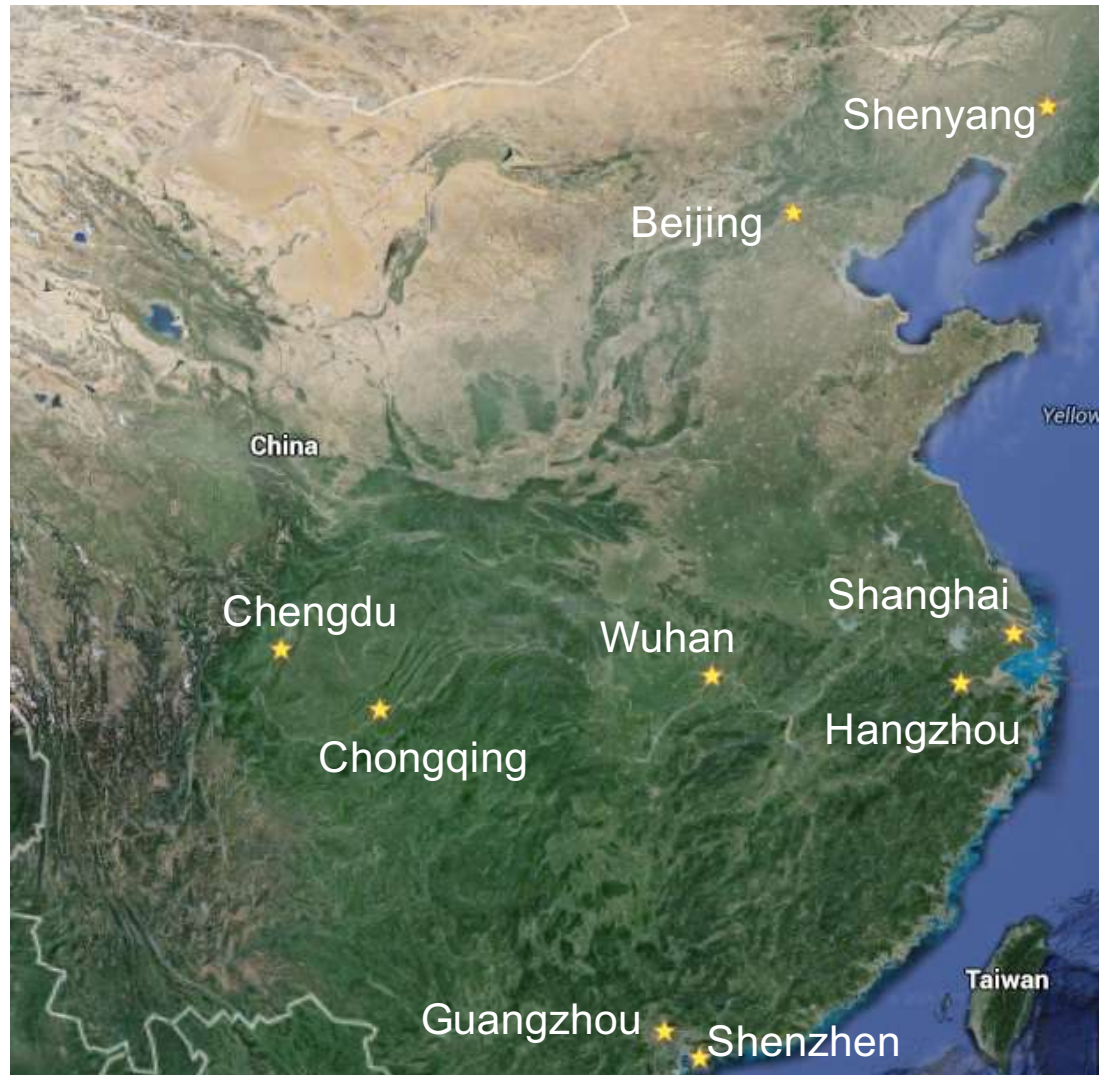 Shenyang
Beijing
Yellow
China
Shanghai
Chengdu
Wuhan
Hangzhou
Chongqing
Taiwan
Guangzhou
Shenzhen